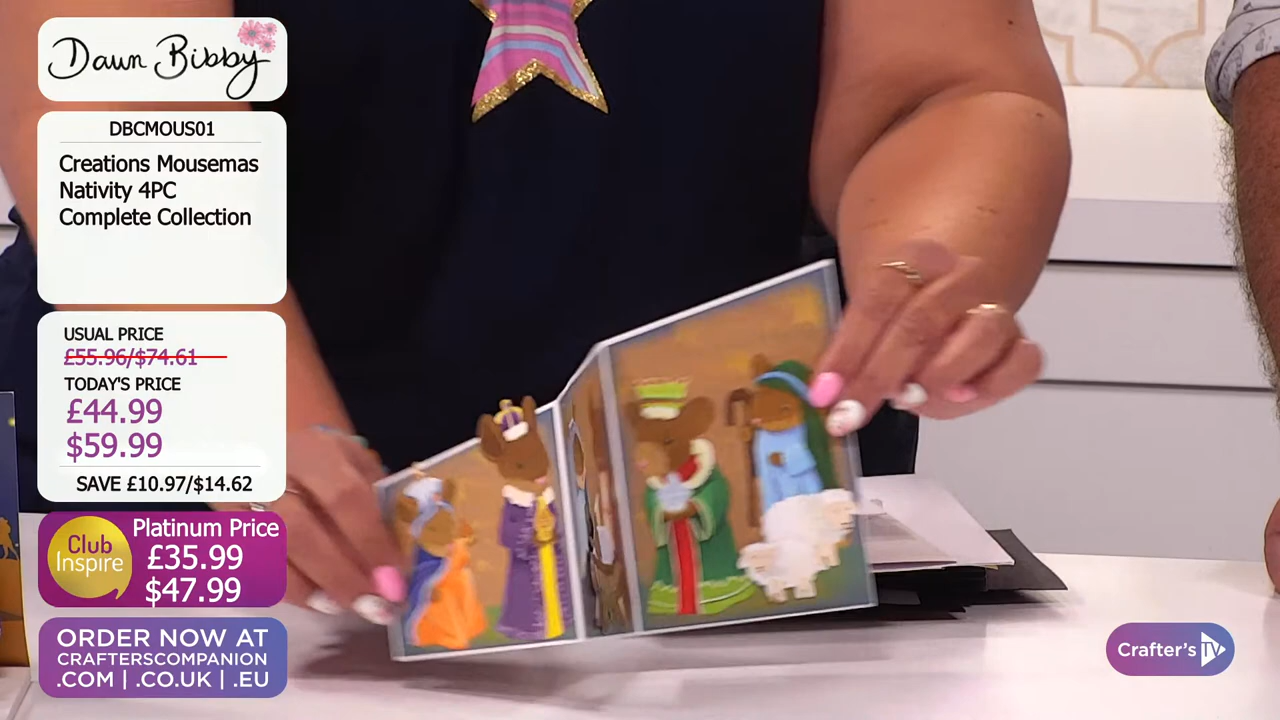 Dawn Bibby
DBCMOUS01
Creations Mousemas
Nativity 4PC
Complete Collection
USUAL PRICE
£55.96/$74.61
TODAY'S PRICE
£44.99
$59.99
SAVE £10.97/$14.62
Club
Inspire
Platinum Price
£35.99
$47.99
ORDER NOW AT
CRAFTERSCOMPANION
.COM | .CO.UK | .EU
Crafter's TV